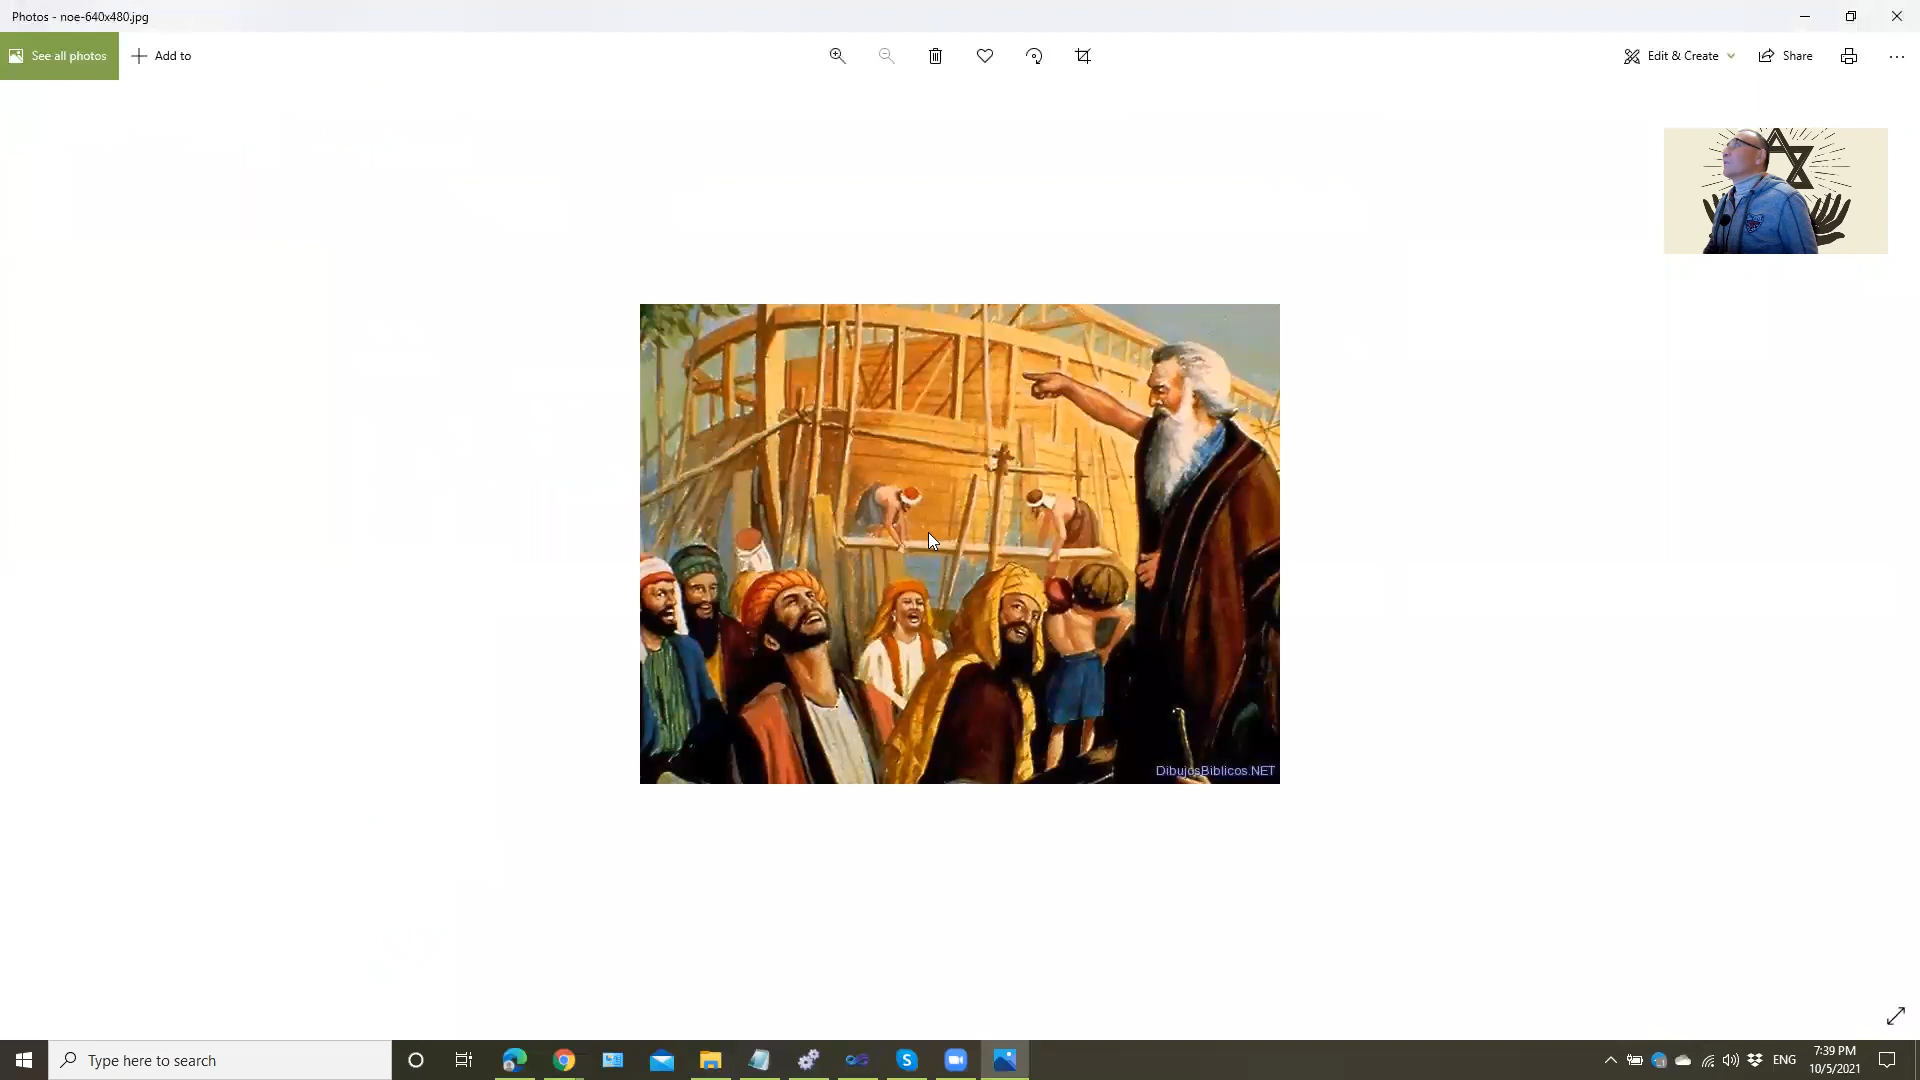 Photos - noe-640x480.jpg
See all photos
Add to
Edit & Create
Share
DibujosBiblicos.NET
Type here to search
ENG
7:39 PM
10/5/2021